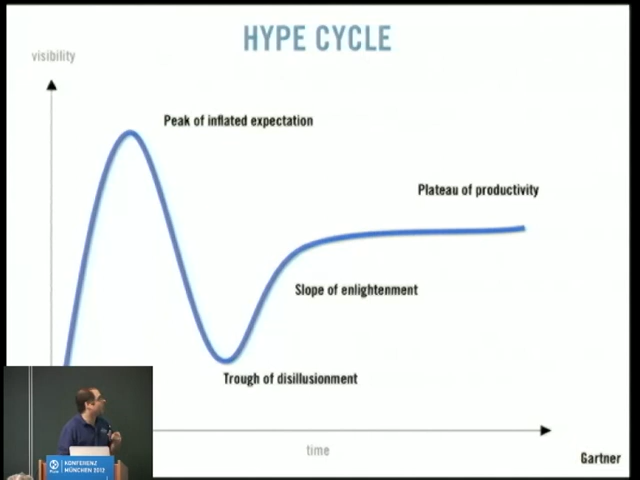 HYPE CYCLE
visibility
Peak of inflated expectation
Plateau of productivity
Slope of enlightenment
Trough of disillusionment
time
Gartner
KONFERENZ
MÜNCHEN 2012